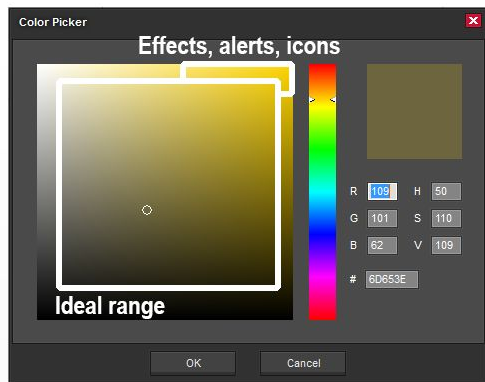 Color Picker
Effects, alerts, icons
R 109 H 50
G 101 S 110
B 62 V 109
# 6D653E
Ideal range
OK Cancel